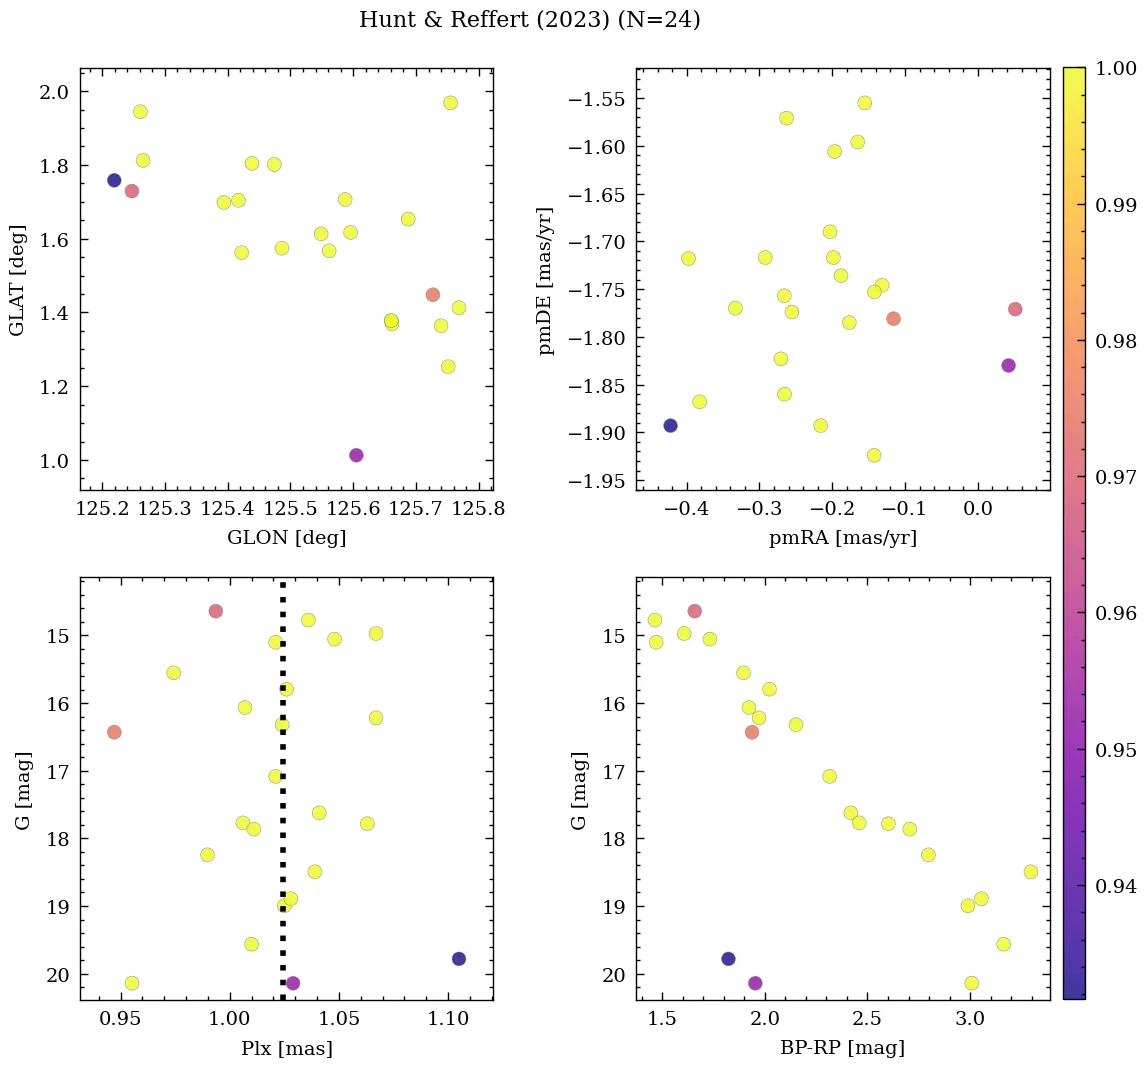 Hunt & Reffert (2023) (N=24)
2.0
1.8
1.6
1.4
1.2
1.0
GLAT [deg]
125.2 125.3 125.4 125.5 125.6 125.7 125.8
GLON [deg]
−1.55
−1.60
−1.65
−1.70
−1.75
−1.80
−1.85
−1.90
−1.95
pmDE [mas/yr]
−0.4 −0.3 −0.2 −0.1 0.0
pmRA [mas/yr]
1.00
0.99
0.98
0.97
0.96
0.95
0.94
15
16
17
18
19
20
G [mag]
0.95 1.00 1.05 1.10
Plx [mas]
15
16
17
18
19
20
G [mag]
1.5 2.0 2.5 3.0
BP-RP [mag]